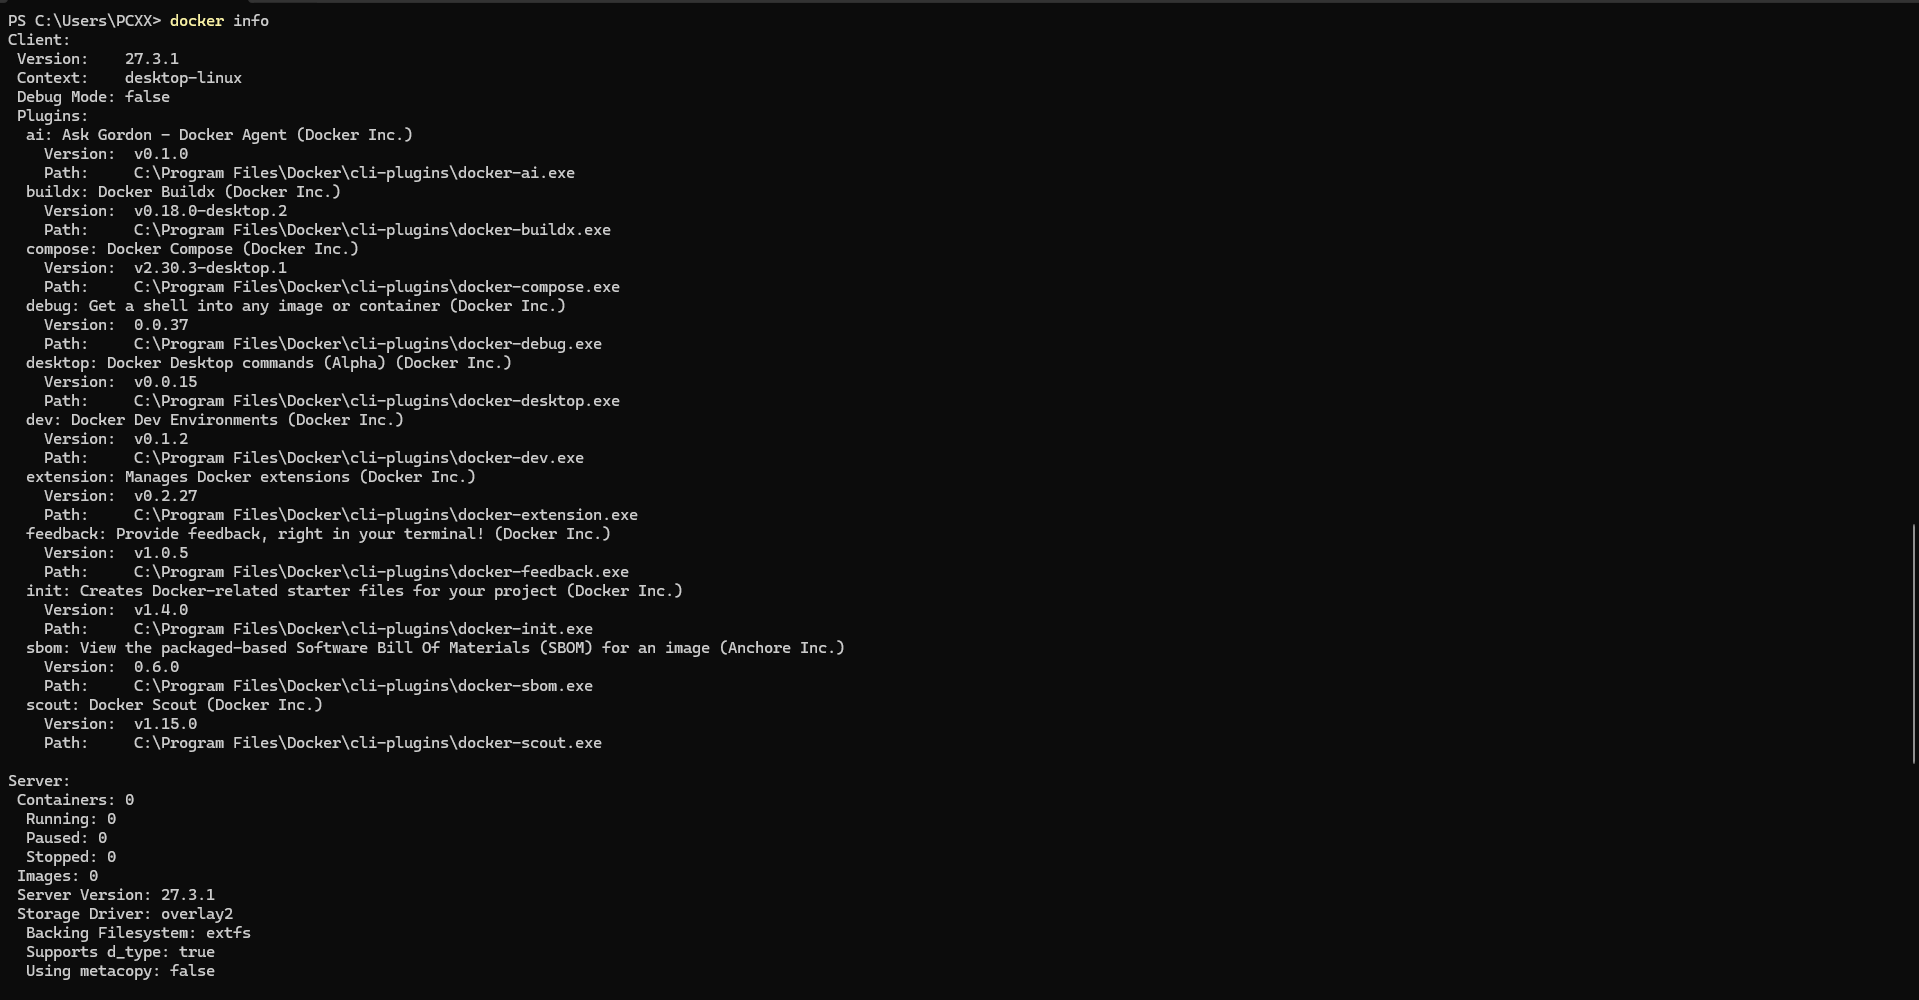 PS C:\Users\PCXX> docker info
Client:
 Version:    27.3.1
 Context:    desktop-linux
 Debug Mode: false
 Plugins:
  ai: Ask Gordon - Docker Agent (Docker Inc.)
    Version:  v0.1.0
    Path:     C:\Program Files\Docker\cli-plugins\docker-ai.exe
  buildx: Docker Buildx (Docker Inc.)
    Version:  v0.18.0-desktop.2
    Path:     C:\Program Files\Docker\cli-plugins\docker-buildx.exe
  compose: Docker Compose (Docker Inc.)
    Version:  v2.30.3-desktop.1
    Path:     C:\Program Files\Docker\cli-plugins\docker-compose.exe
  debug: Get a shell into any image or container (Docker Inc.)
    Version:  0.0.37
    Path:     C:\Program Files\Docker\cli-plugins\docker-debug.exe
  desktop: Docker Desktop commands (Alpha) (Docker Inc.)
    Version:  v0.0.15
    Path:     C:\Program Files\Docker\cli-plugins\docker-desktop.exe
  dev: Docker Dev Environments (Docker Inc.)
    Version:  v0.1.2
    Path:     C:\Program Files\Docker\cli-plugins\docker-dev.exe
  extension: Manages Docker extensions (Docker Inc.)
    Version:  v0.2.27
    Path:     C:\Program Files\Docker\cli-plugins\docker-extension.exe
  feedback: Provide feedback, right in your terminal! (Docker Inc.)
    Version:  v1.0.5
    Path:     C:\Program Files\Docker\cli-plugins\docker-feedback.exe
  init: Creates Docker-related starter files for your project (Docker Inc.)
    Version:  v1.4.0
    Path:     C:\Program Files\Docker\cli-plugins\docker-init.exe
  sbom: View the packaged-based Software Bill Of Materials (SBOM) for an image (Anchore Inc.)
    Version:  0.6.0
    Path:     C:\Program Files\Docker\cli-plugins\docker-sbom.exe
  scout: Docker Scout (Docker Inc.)
    Version:  v1.15.0
    Path:     C:\Program Files\Docker\cli-plugins\docker-scout.exe

Server:
 Containers: 0
  Running: 0
  Paused: 0
  Stopped: 0
 Images: 0
 Server Version: 27.3.1
 Storage Driver: overlay2
  Backing Filesystem: extfs
  Supports d_type: true
  Using metacopy: false